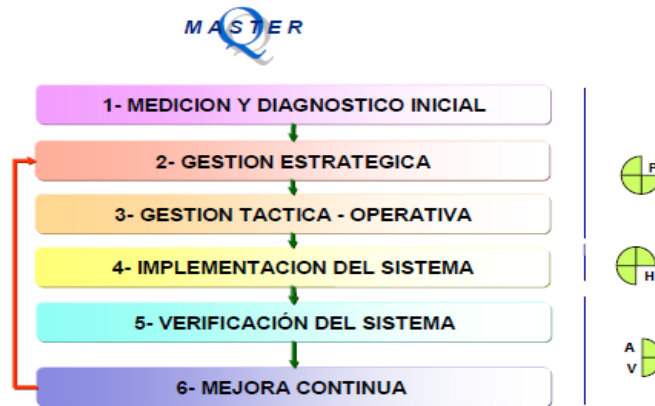 MASTER
Q
1- MEDICION Y DIAGNOSTICO INICIAL
2- GESTION ESTRATEGICA
P
3- GESTION TACTICA - OPERATIVA
4- IMPLEMENTACION DEL SISTEMA
H
5- VERIFICACIÓN DEL SISTEMA
A
V
6- MEJORA CONTINUA